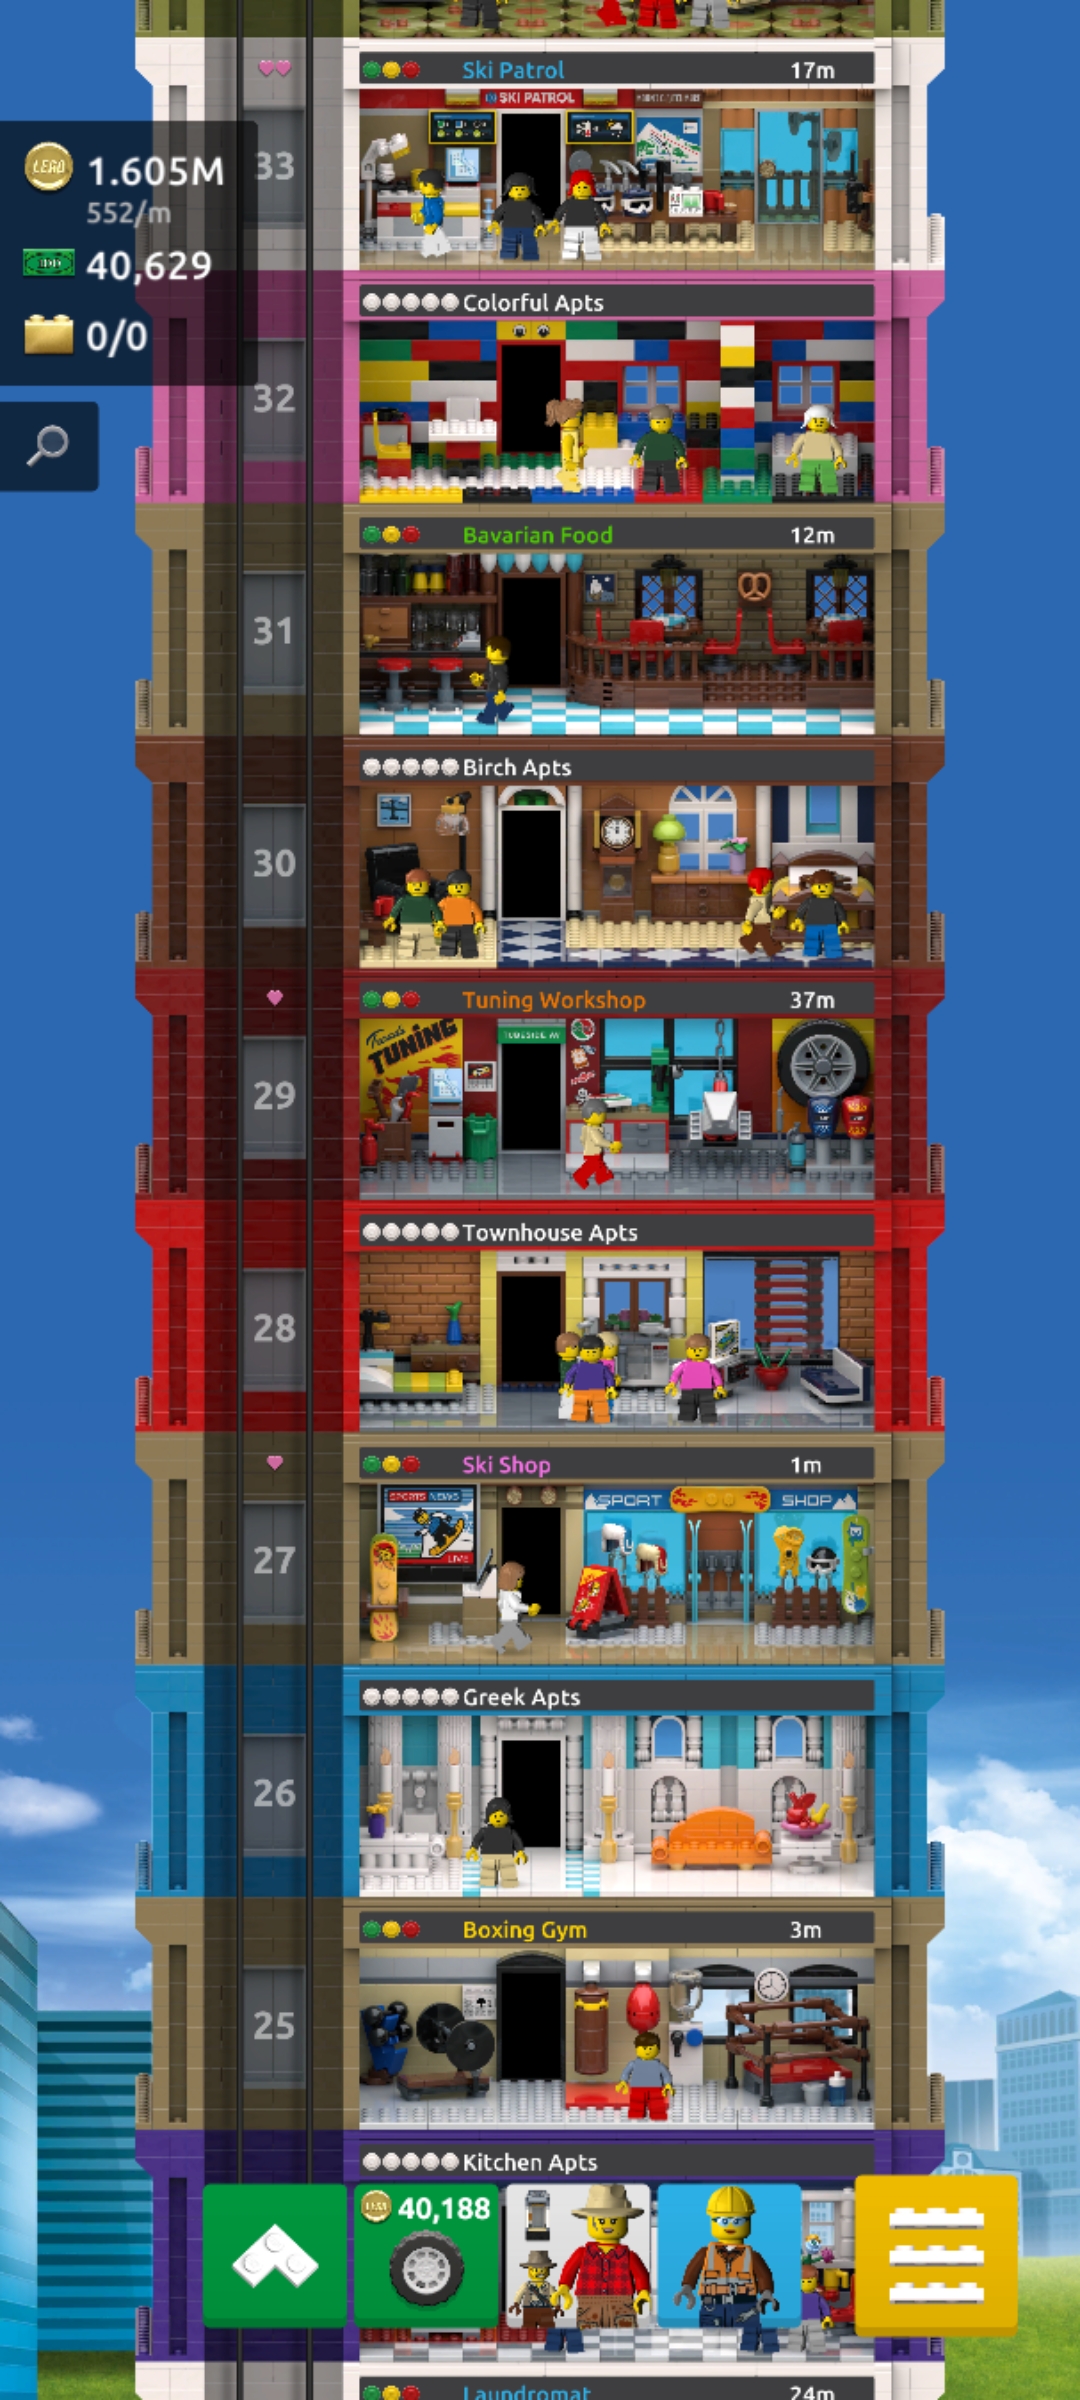 Ski Patrol 17m
SKI PATROL
33
LEGO 1.605M
552/m
40,629
0/0
Colorful Apts
32
Bavarian Food 12m
31
Birch Apts
30
Tuning Workshop 37m
TUNING
29
Townhouse Apts
28
Ski Shop 1m
SPORTS NEWS
LIVE
SPORT SHOP
27
Greek Apts
26
Boxing Gym 3m
25
Kitchen Apts
40,188
Laundromat 24m